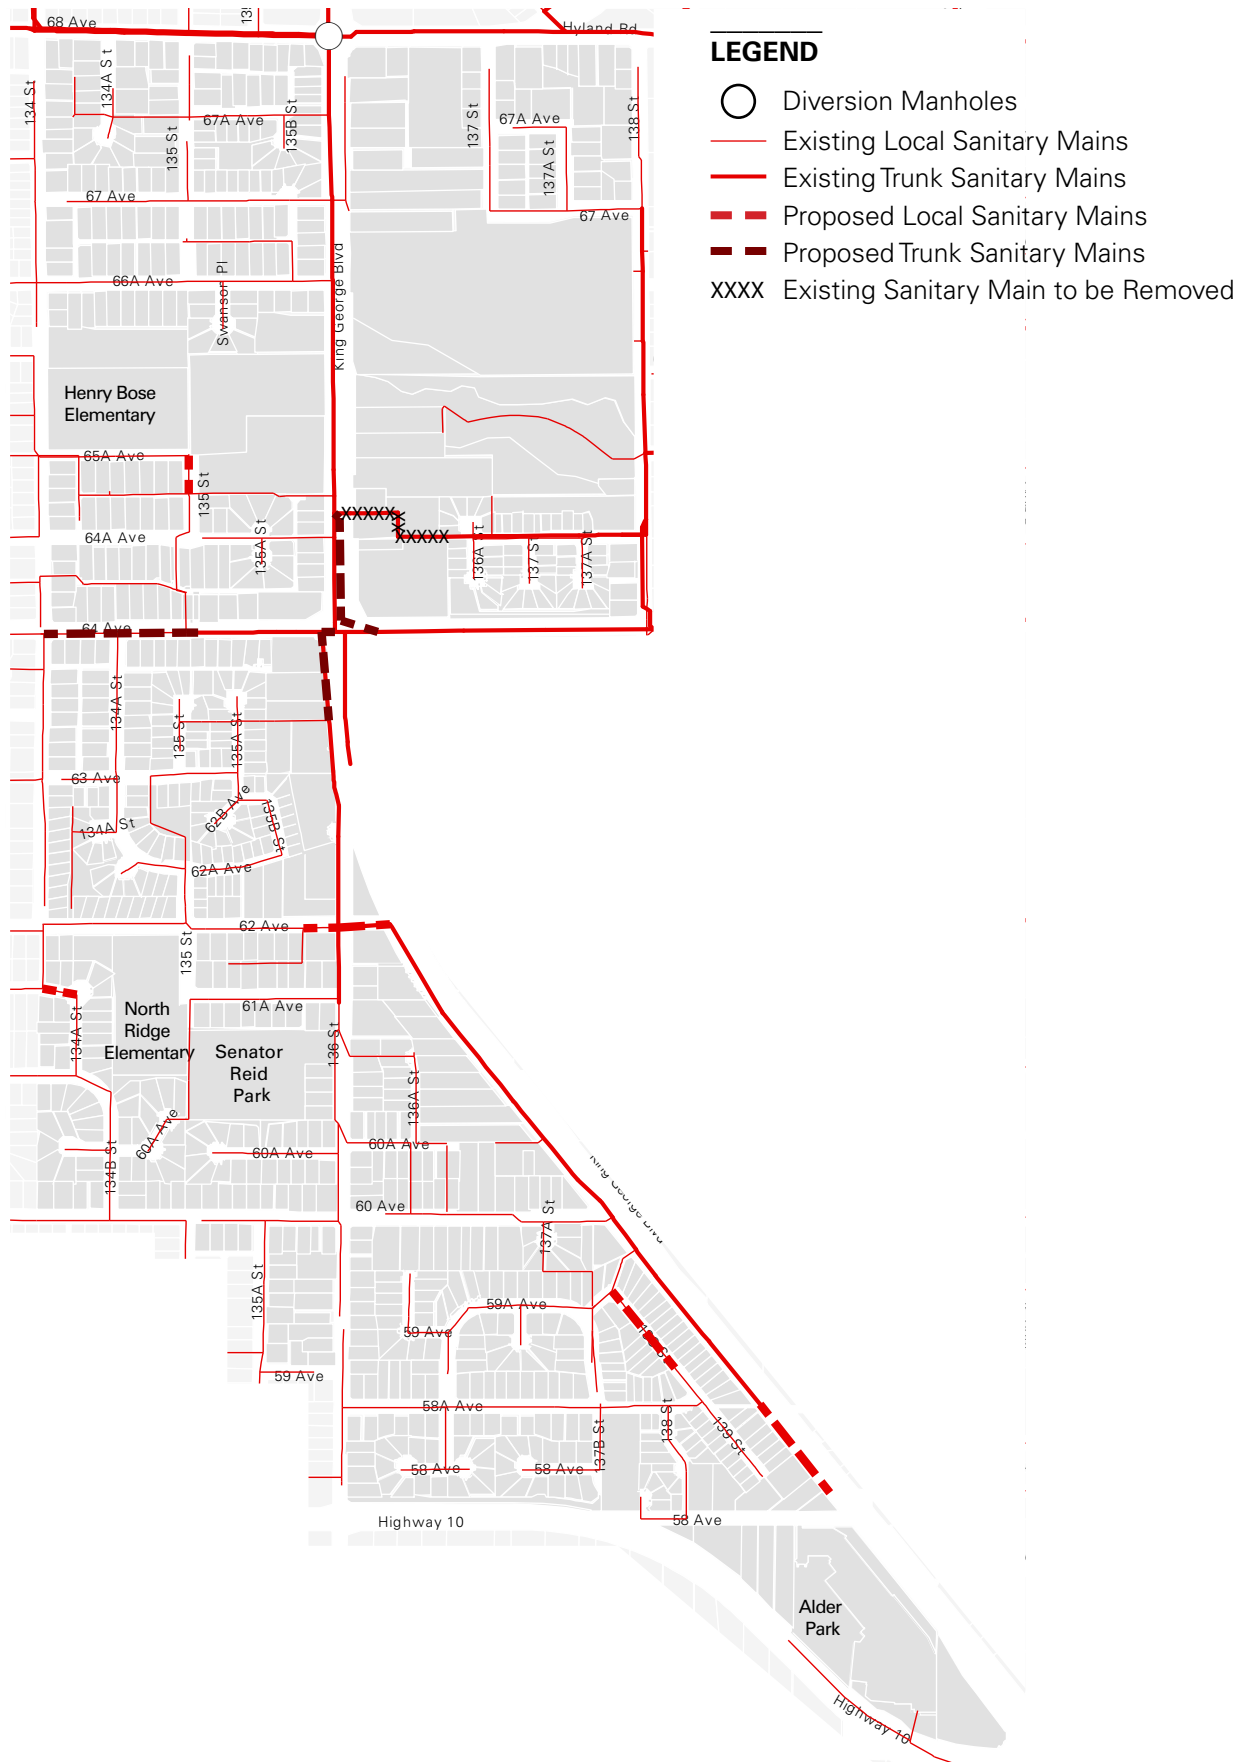 LEGEND
Diversion Manholes
Existing Local Sanitary Mains
Existing Trunk Sanitary Mains
Proposed Local Sanitary Mains
Proposed Trunk Sanitary Mains
XXXX Existing Sanitary Main to be Removed
68 Ave
Hyland Rd
134 St
134A St
135 St
67A Ave
135B St
137 St
67A Ave
137A St
138 St
67 Ave
67 Ave
66A Ave
Swanson Pl
King George Blvd
Henry Bose
Elementary
65A Ave
135 St
XXXXX
XX
XXXXX
64A Ave
135A St
136A St
137 St
137A St
64 Ave
134A St
135 St
135A St
63 Ave
134A St
62B Ave
135B St
62A Ave
62 Ave
135 St
61A Ave
North
Ridge
Elementary
Senator
Reid
Park
134A St
136 St
136A St
60A Ave
134B St
60A Ave
60A Ave
60 Ave
King George Blvd
137A St
135A St
59A Ave
59 Ave
59 Ave
58A Ave
137B St
138 St
139 St
58 Ave
58 Ave
58 Ave
Highway 10
Alder
Park
Highway 10